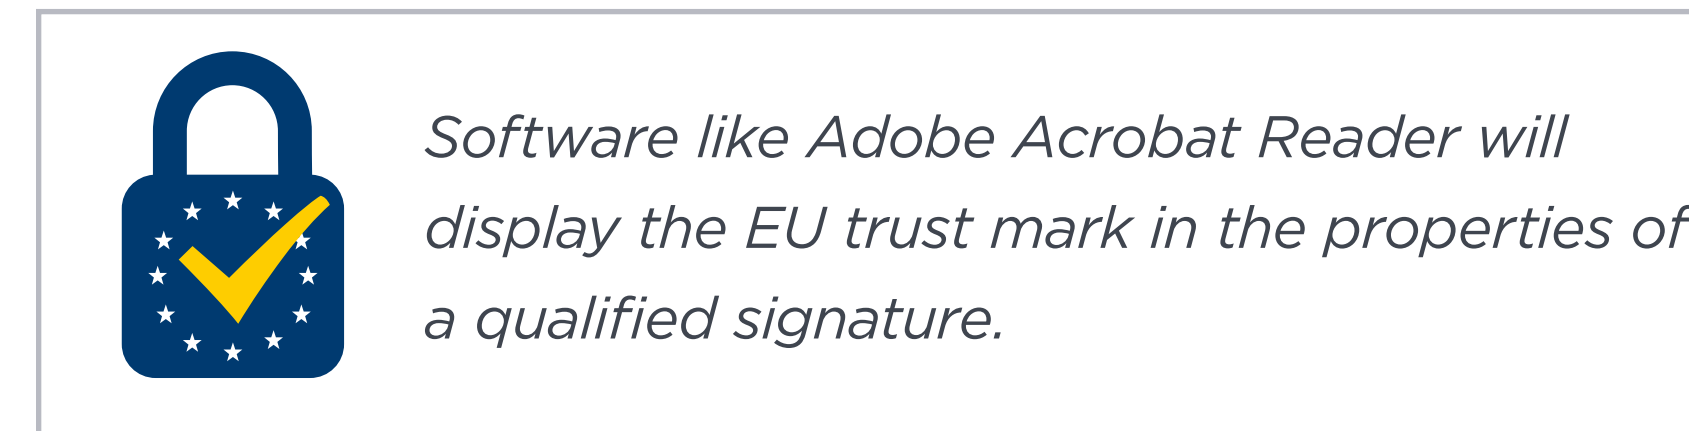 Software like Adobe Acrobat Reader will
display the EU trust mark in the properties of
a qualified signature.